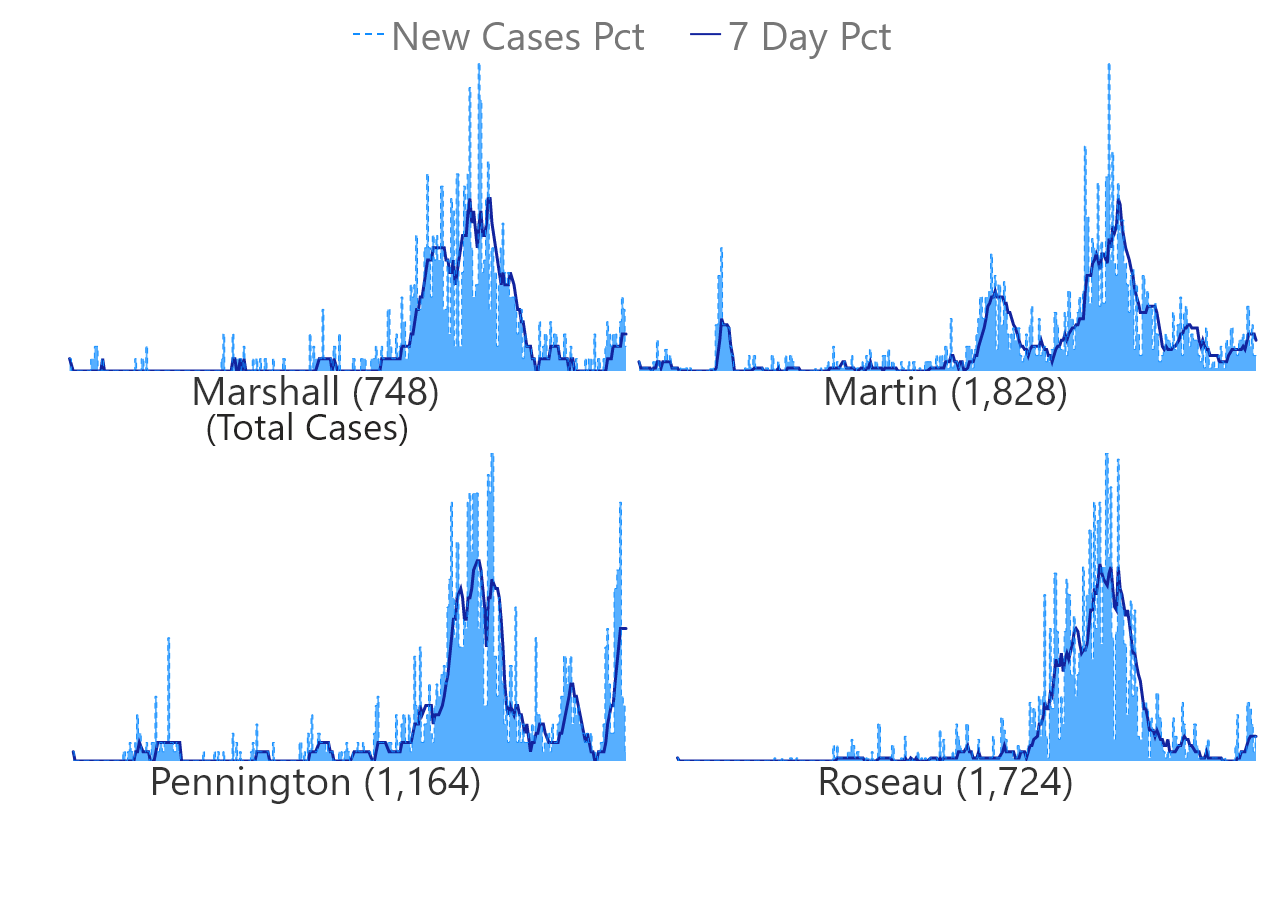 New Cases Pct 7 Day Pct
Marshall (748)
(Total Cases)
Martin (1,828)
Pennington (1,164)
Roseau (1,724)